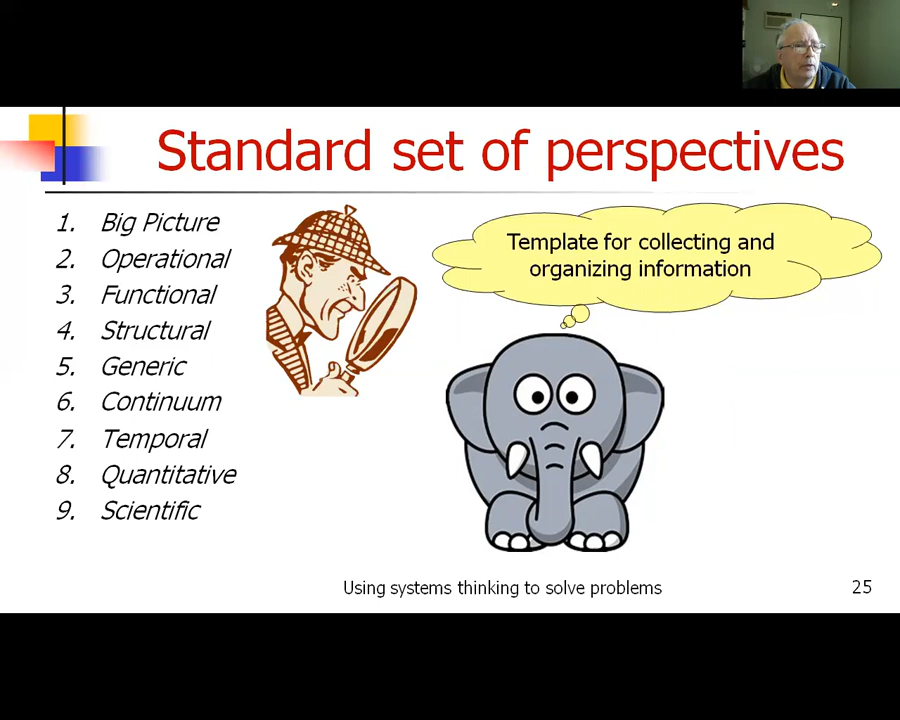 Standard set of perspectives
1. Big Picture
2. Operational
3. Functional
4. Structural
5. Generic
6. Continuum
7. Temporal
8. Quantitative
9. Scientific
Template for collecting and
organizing information
Using systems thinking to solve problems
25